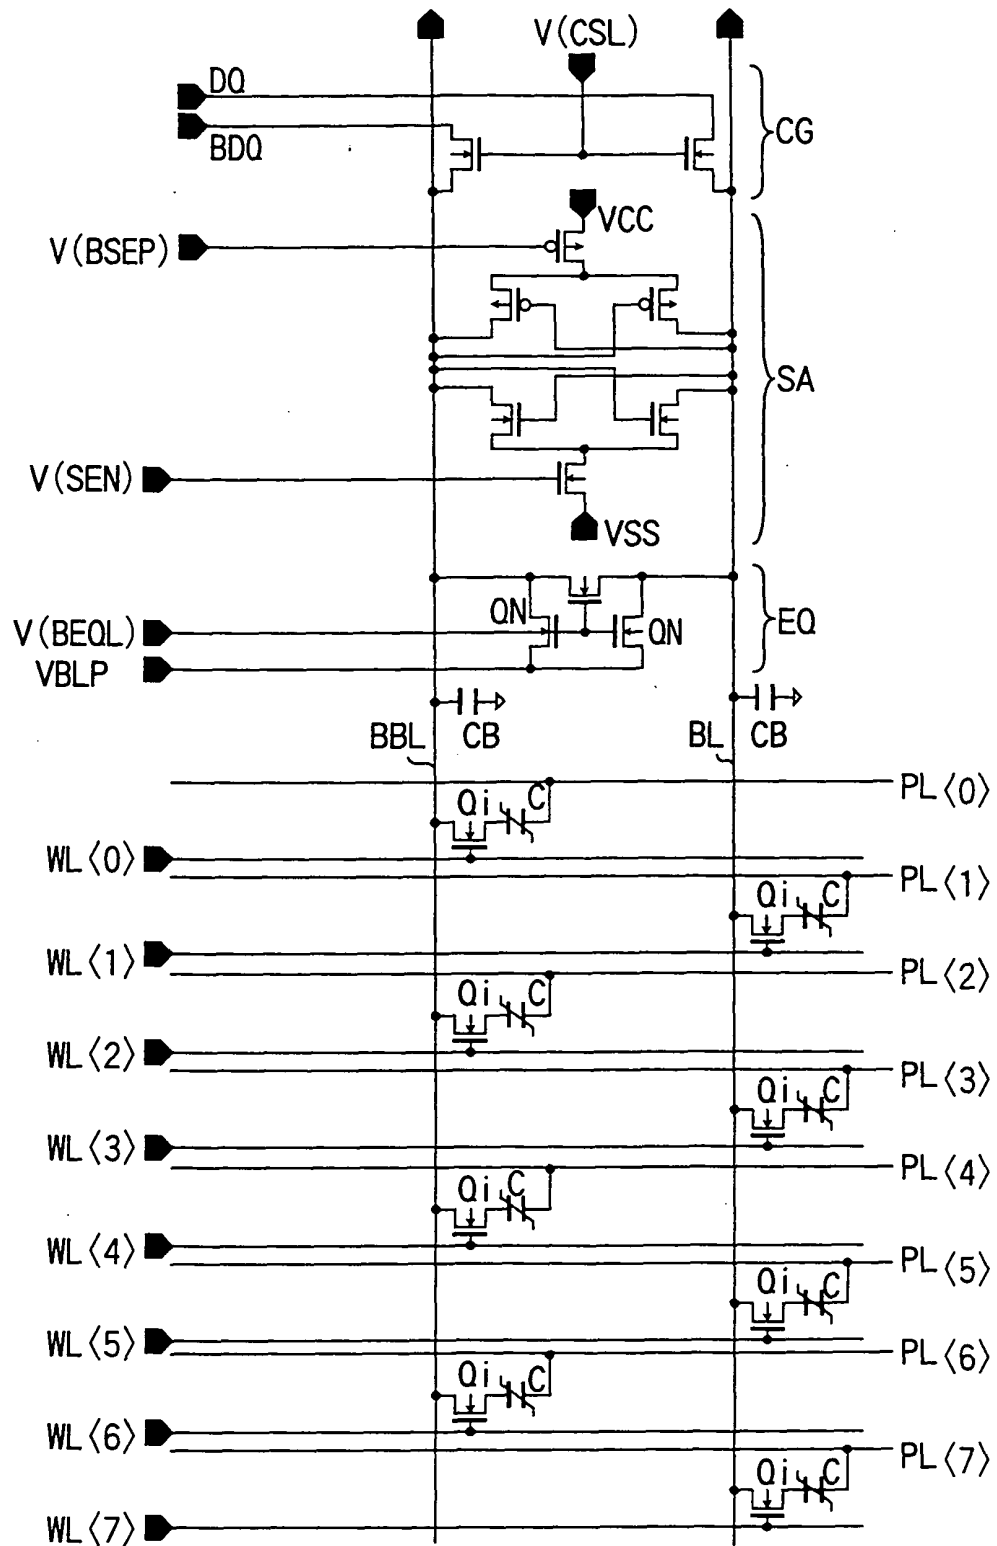 V(CSL)
DQ
BDQ
CG
VCC
V(BSEP)
SA
V(SEN)
VSS
QN
QN
EQ
V(BEQL)
VBLP
BBL
CB
BL
CB
PL⟨0⟩
Qi
C
WL⟨0⟩
PL⟨1⟩
Qi
C
WL⟨1⟩
PL⟨2⟩
Qi
C
WL⟨2⟩
PL⟨3⟩
Qi
C
WL⟨3⟩
PL⟨4⟩
Qi
C
WL⟨4⟩
PL⟨5⟩
Qi
C
WL⟨5⟩
PL⟨6⟩
Qi
C
WL⟨6⟩
PL⟨7⟩
Qi
C
WL⟨7⟩